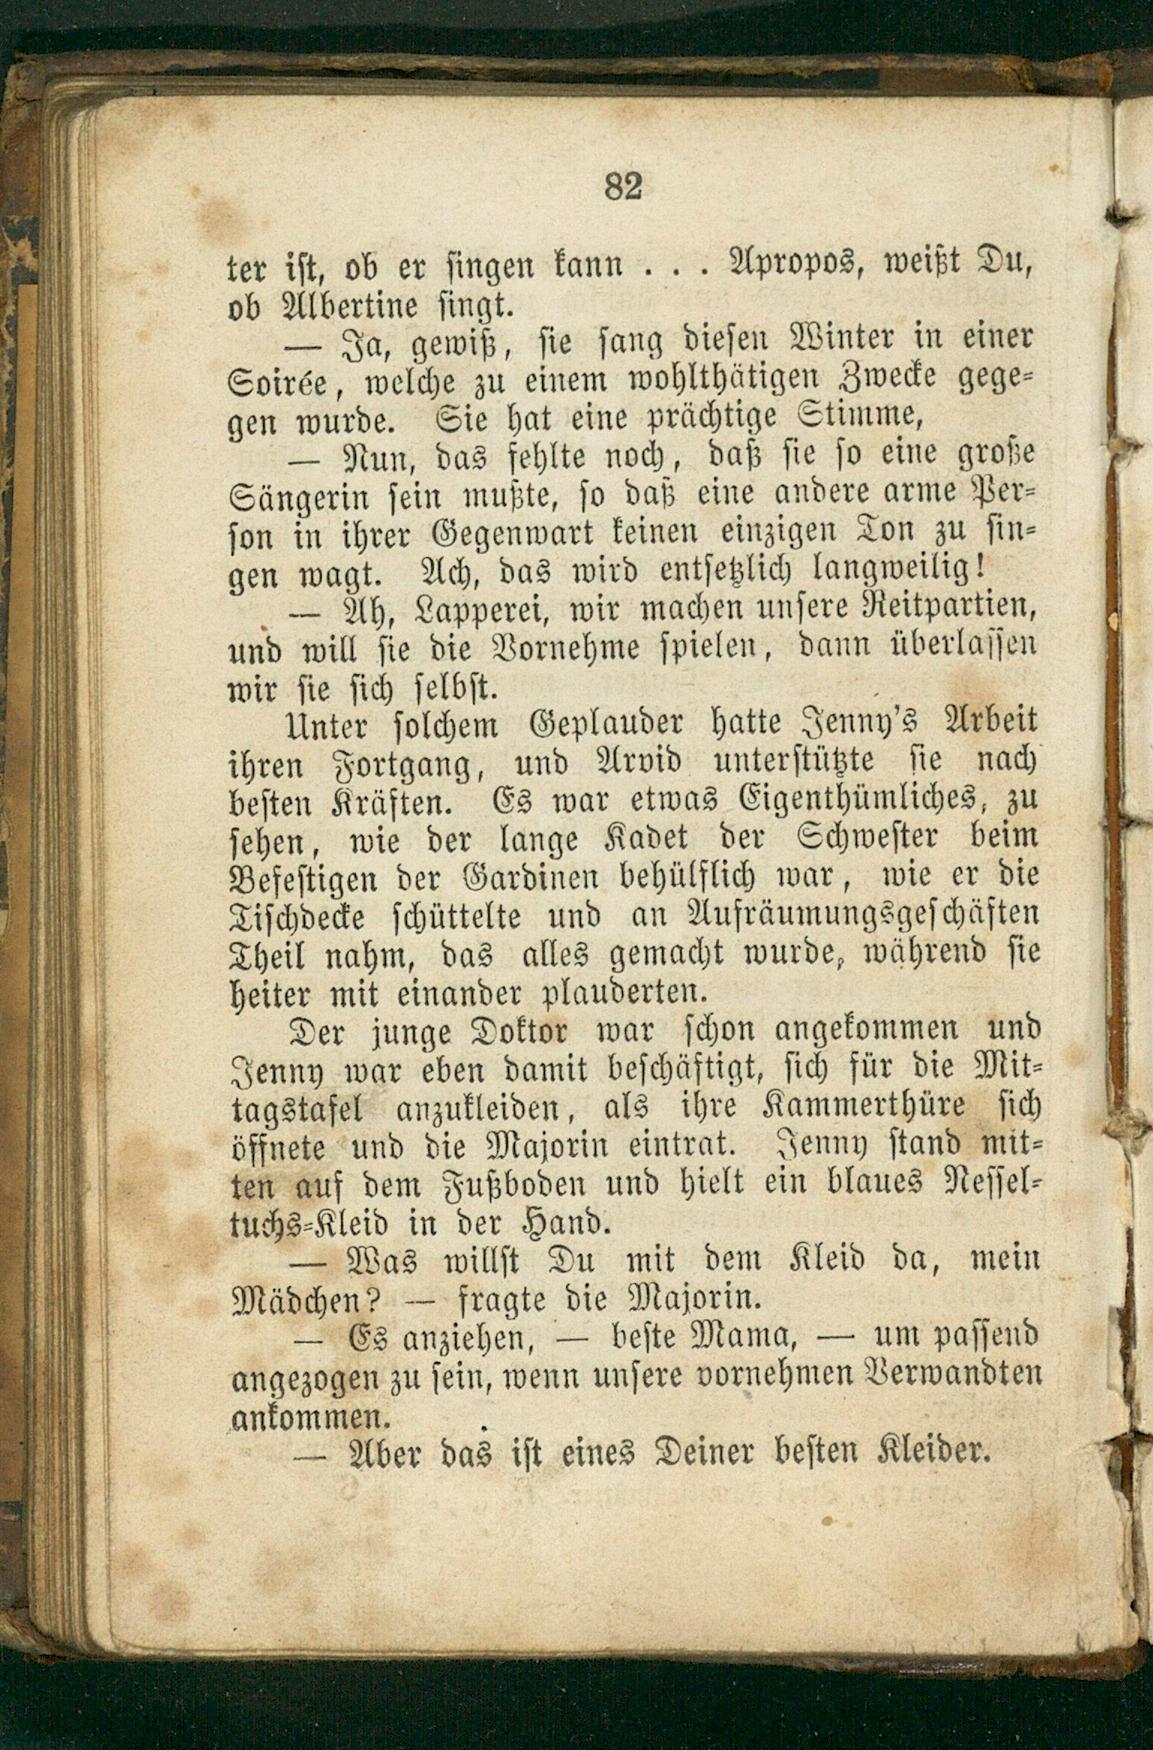 82
ter ist, ob er singen kann . . . Apropos, weißt Du,
ob Albertine singt.
— Ja, gewiß, sie sang diesen Winter in einer
Soirée, welche zu einem wohlthätigen Zwecke gege-
gen wurde. Sie hat eine prächtige Stimme,
— Nun, das fehlte noch, daß sie so eine große
Sängerin sein mußte, so daß eine andere arme Per-
son in ihrer Gegenwart keinen einzigen Ton zu sin-
gen wagt. Ach, das wird entsetzlich langweilig!
— Ah, Lapperei, wir machen unsere Reitpartien,
und will sie die Vornehme spielen, dann überlassen
wir sie sich selbst.
Unter solchem Geplauder hatte Jenny's Arbeit
ihren Fortgang, und Arvid unterstützte sie nach
besten Kräften. Es war etwas Eigenthümliches, zu
sehen, wie der lange Kadet der Schwester beim
Befestigen der Gardinen behülflich war, wie er die
Tischdecke schüttelte und an Aufräumungsgeschäften
Theil nahm, das alles gemacht wurde, während sie
heiter mit einander plauderten.
Der junge Doktor war schon angekommen und
Jenny war eben damit beschäftigt, sich für die Mit-
tagstafel anzukleiden, als ihre Kammerthüre sich
öffnete und die Majorin eintrat. Jenny stand mit-
ten auf dem Fußboden und hielt ein blaues Nessel-
tuchs-Kleid in der Hand.
— Was willst Du mit dem Kleid da, mein
Mädchen? — fragte die Majorin.
— Es anziehen, — beste Mama, — um passend
angezogen zu sein, wenn unsere vornehmen Verwandten
ankommen.
— Aber das ist eines Deiner besten Kleider.